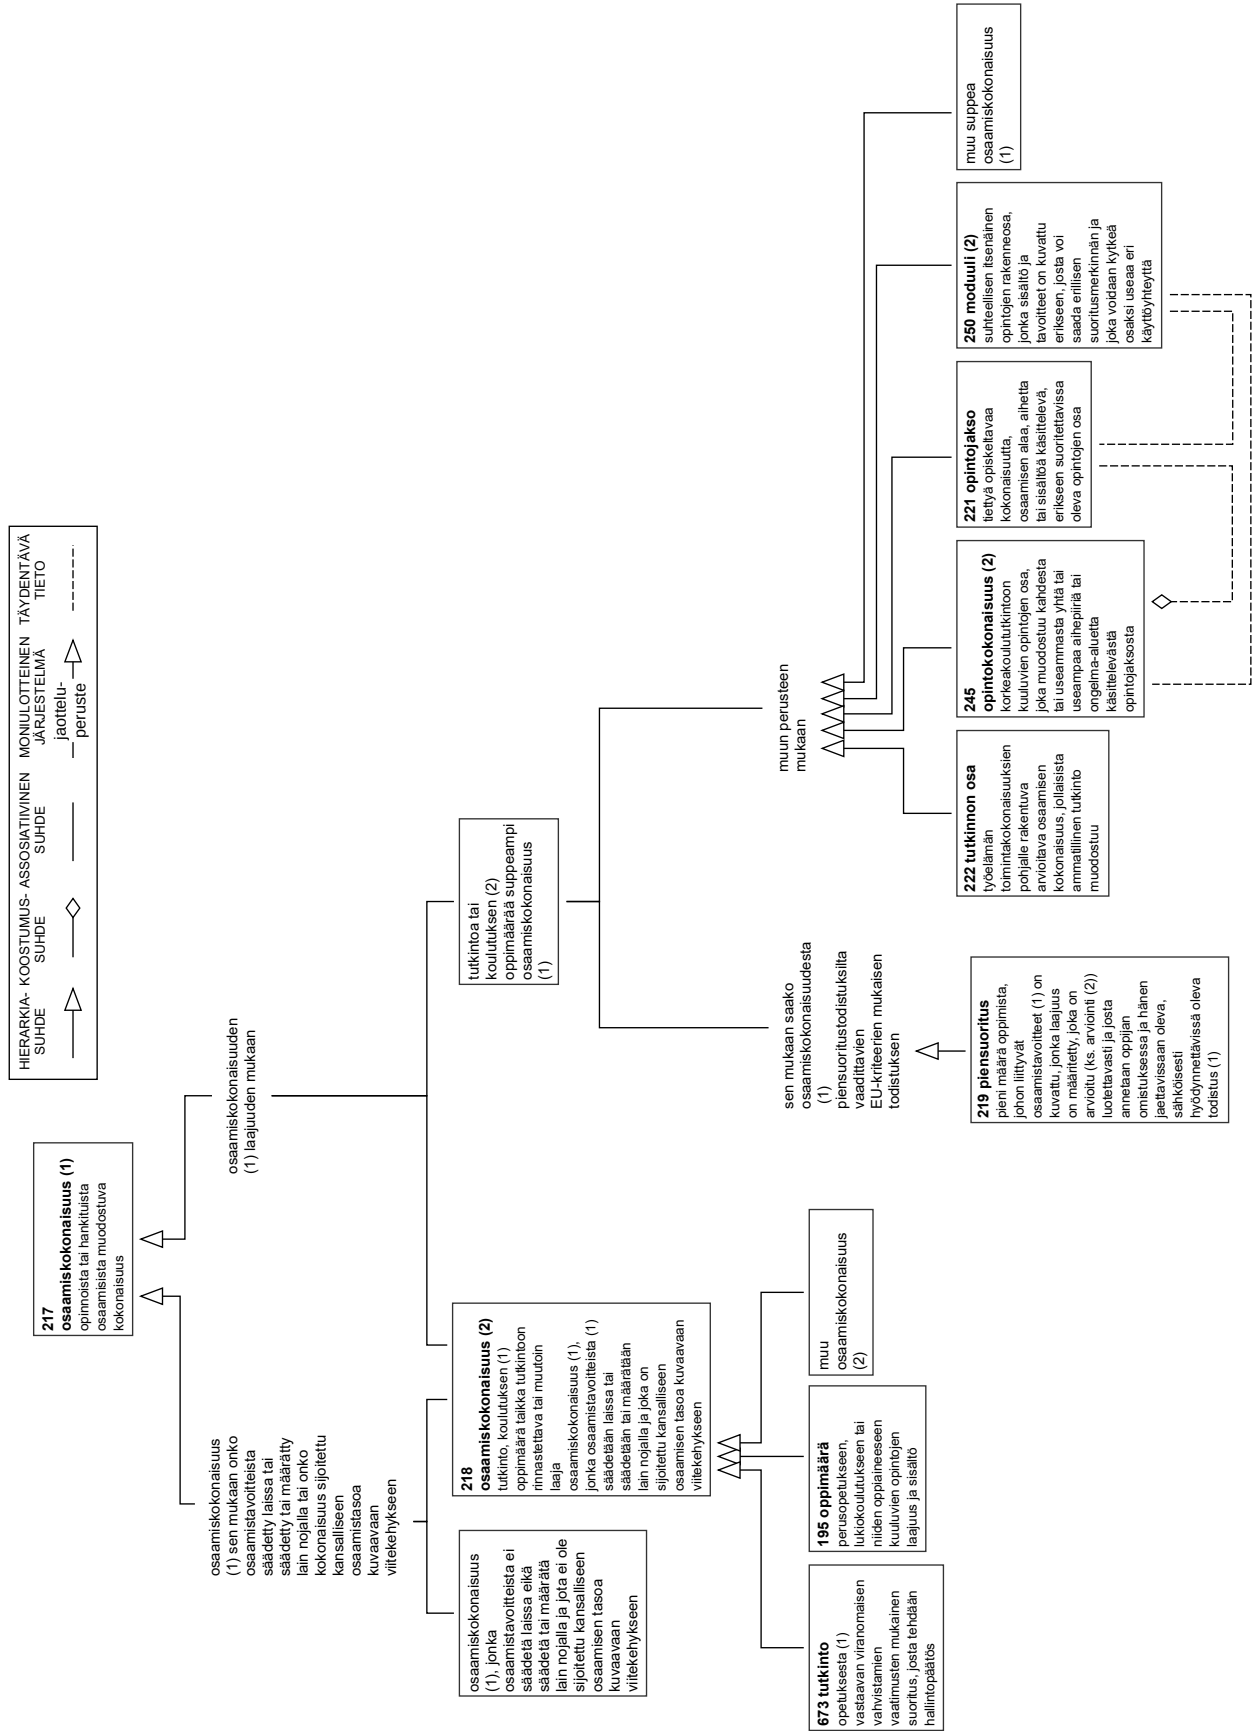 HIERARKIA- KOOSTUMUS- ASSOSIATIIVINEN MONIULOTTEINEN TÄYDENTÄVÄ
SUHDE SUHDE SUHDE JÄRJESTELMÄ TIETO
jaottelu-
peruste
217
osaamiskokonaisuus (1)
opinnoista tai hankituista
osaamisista muodostuva
kokonaisuus
osaamiskokonaisuus
(1) sen mukaan onko
osaamistavoitteista
säädetty laissa tai
säädetty tai määrätty
lain nojalla tai onko
kokonaisuus sijoitettu
kansalliseen
osaamistasoa
kuvaavaan
viitekehykseen
osaamiskokonaisuuden
(1) laajuuden mukaan
osaamiskokonaisuus
(1), jonka
osaamistavoitteista ei
säädetä laissa eikä
säädetä tai määrätä
lain nojalla ja jota ei ole
sijoitettu kansalliseen
osaamisen tasoa
kuvaavaan
viitekehykseen
218
osaamiskokonaisuus (2)
tutkinto, koulutuksen (1)
oppimäärä taikka tutkintoon
rinnastettava tai muutoin
laaja
osaamiskokonaisuus (1),
jonka osaamistavoitteista (1)
säädetään laissa tai
säädetään tai määrätään
lain nojalla ja joka on
sijoitettu kansalliseen
osaamisen tasoa kuvaavaan
viitekehykseen
tutkintoa tai
koulutuksen (2)
oppimäärää suppeampi
osaamiskokonaisuus
(1)
673 tutkinto
opetuksesta (1)
vastaavan viranomaisen
vahvistamien
vaatimusten mukainen
suoritus, josta tehdään
hallintopäätös
195 oppimäärä
perusopetukseen,
lukiokoulutukseen tai
niiden oppiaineeseen
kuuluvien opintojen
laajuus ja sisältö
muu
osaamiskokonaisuus
(2)
sen mukaan saako
osaamiskokonaisuudesta
(1)
piensuoritustodistuksilta
vaadittavien
EU-kriteerien mukaisen
todistuksen
muun perusteen
mukaan
219 piensuoritus
pieni määrä oppimista,
johon liittyvät
osaamistavoitteet (1) on
kuvattu, jonka laajuus
on määritetty, joka on
arvioitu (ks. arviointi (2))
luotettavasti ja josta
annetaan oppijan
omistuksessa ja hänen
jaettavissaan oleva,
sähköisesti
hyödynnettävissä oleva
todistus (1)
222 tutkinnon osa
työelämän
toimintakokonaisuuksien
pohjalle rakentuva
arvioitava osaamisen
kokonaisuus, jollaisista
ammatillinen tutkinto
muodostuu
245
opintokokonaisuus (2)
korkeakoulututkintoon
kuuluvien opintojen osa,
joka muodostuu kahdesta
tai useammasta yhtä tai
useampaa aihepiiriä tai
ongelma-aluetta
käsittelevästä
opintojaksosta
221 opintojakso
tiettyä opiskeltavaa
kokonaisuutta,
osaamisen alaa, aihetta
tai sisältöä käsittelevä,
erikseen suoritettavissa
oleva opintojen osa
250 moduuli (2)
suhteellisen itsenäinen
opintojen rakenneosa,
jonka sisältö ja
tavoitteet on kuvattu
erikseen, josta voi
saada erillisen
suoritusmerkinnän ja
joka voidaan kytkeä
osaksi useaa eri
käyttöyhteyttä
muu suppea
osaamiskokonaisuus
(1)